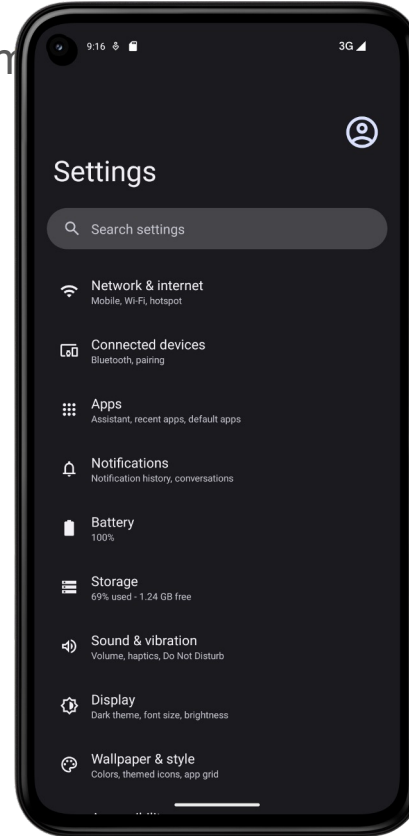 m
9:16
3G
Settings
Search settings
Network & internet
Mobile, Wi-Fi, hotspot
Connected devices
Bluetooth, pairing
Apps
Assistant, recent apps, default apps
Notifications
Notification history, conversations
Battery
100%
Storage
69% used - 1.24 GB free
Sound & vibration
Volume, haptics, Do Not Disturb
Display
Dark theme, font size, brightness
Wallpaper & style
Colors, themed icons, app grid